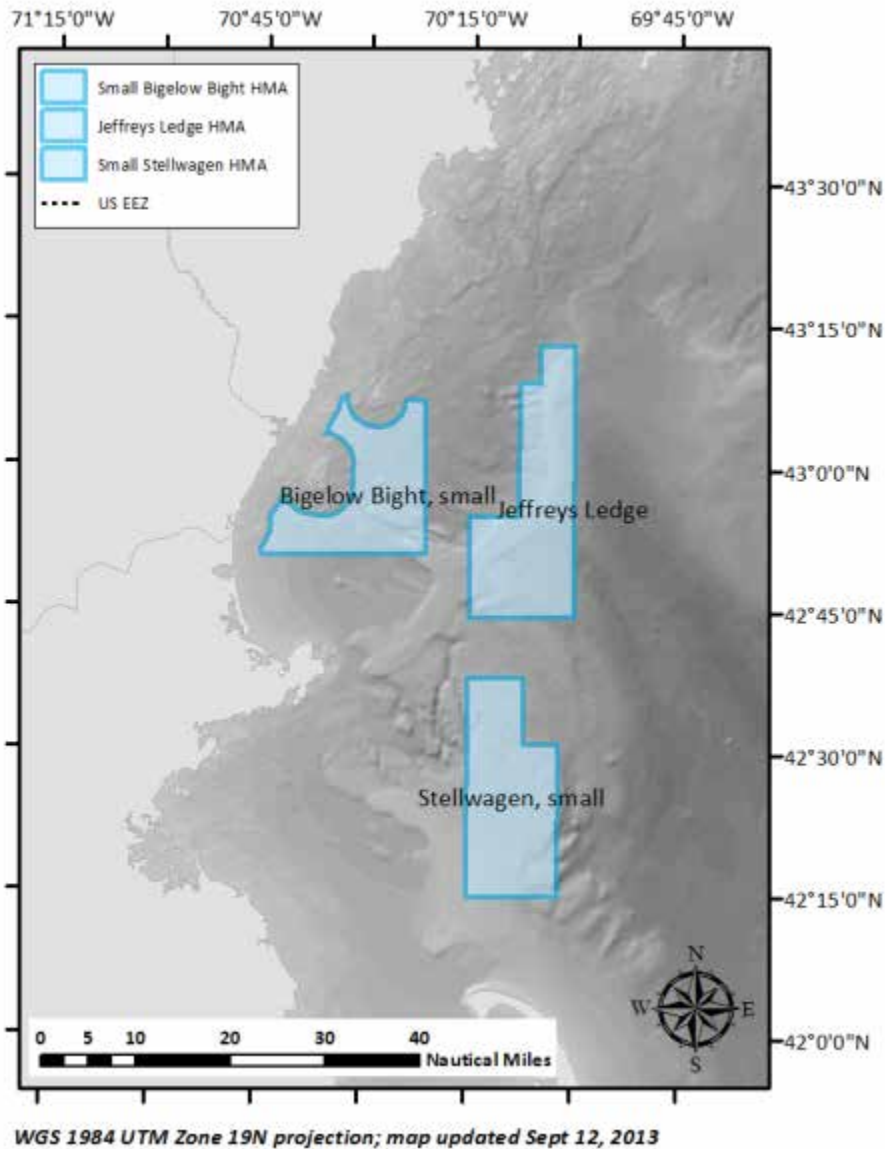 71°15'0"W 70°45'0"W 70°15'0"W 69°45'0"W
Small Bigelow Bight HMA
Jeffreys Ledge HMA
Small Stellwagen HMA
US EEZ
43°30'0"N
43°15'0"N
43°0'0"N
Bigelow Bight, small
Jeffreys Ledge
42°45'0"N
42°30'0"N
Stellwagen, small
42°15'0"N
N
W E
S
42°0'0"N
0 5 10 20 30 40
Nautical Miles
WGS 1984 UTM Zone 19N projection; map updated Sept 12, 2013